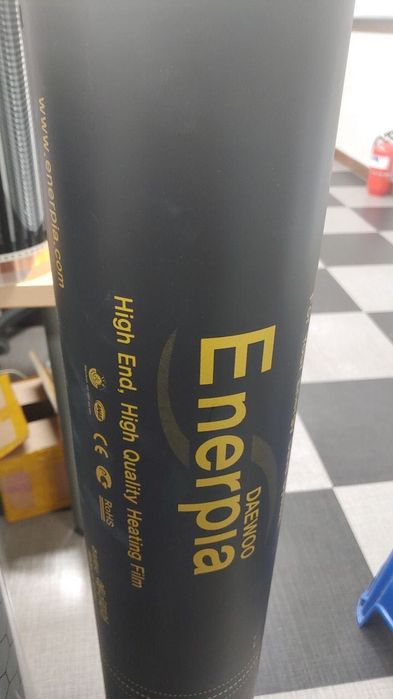 DAEWOO
Enerpia
High End, High Quality Heating Film
CE
RoHS
www.enerpia.com